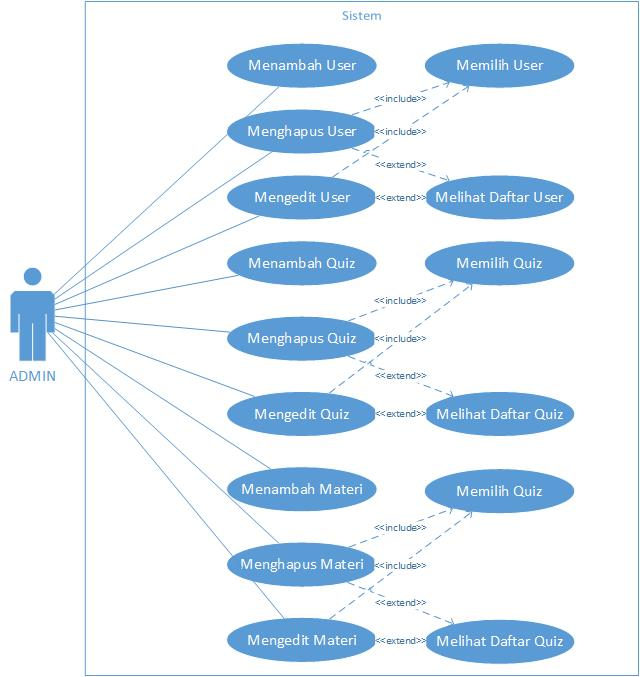 Sistem
Menambah User
Memilih User
<<include>>
Menghapus User
<<include>>
<<extend>>
Mengedit User
<<extend>>
Melihat Daftar User
Menambah Quiz
Memilih Quiz
<<include>>
Menghapus Quiz
<<include>>
ADMIN
<<extend>>
Mengedit Quiz
<<extend>>
Melihat Daftar Quiz
Menambah Materi
Memilih Quiz
<<include>>
Menghapus Materi
<<include>>
<<extend>>
Mengedit Materi
<<extend>>
Melihat Daftar Quiz